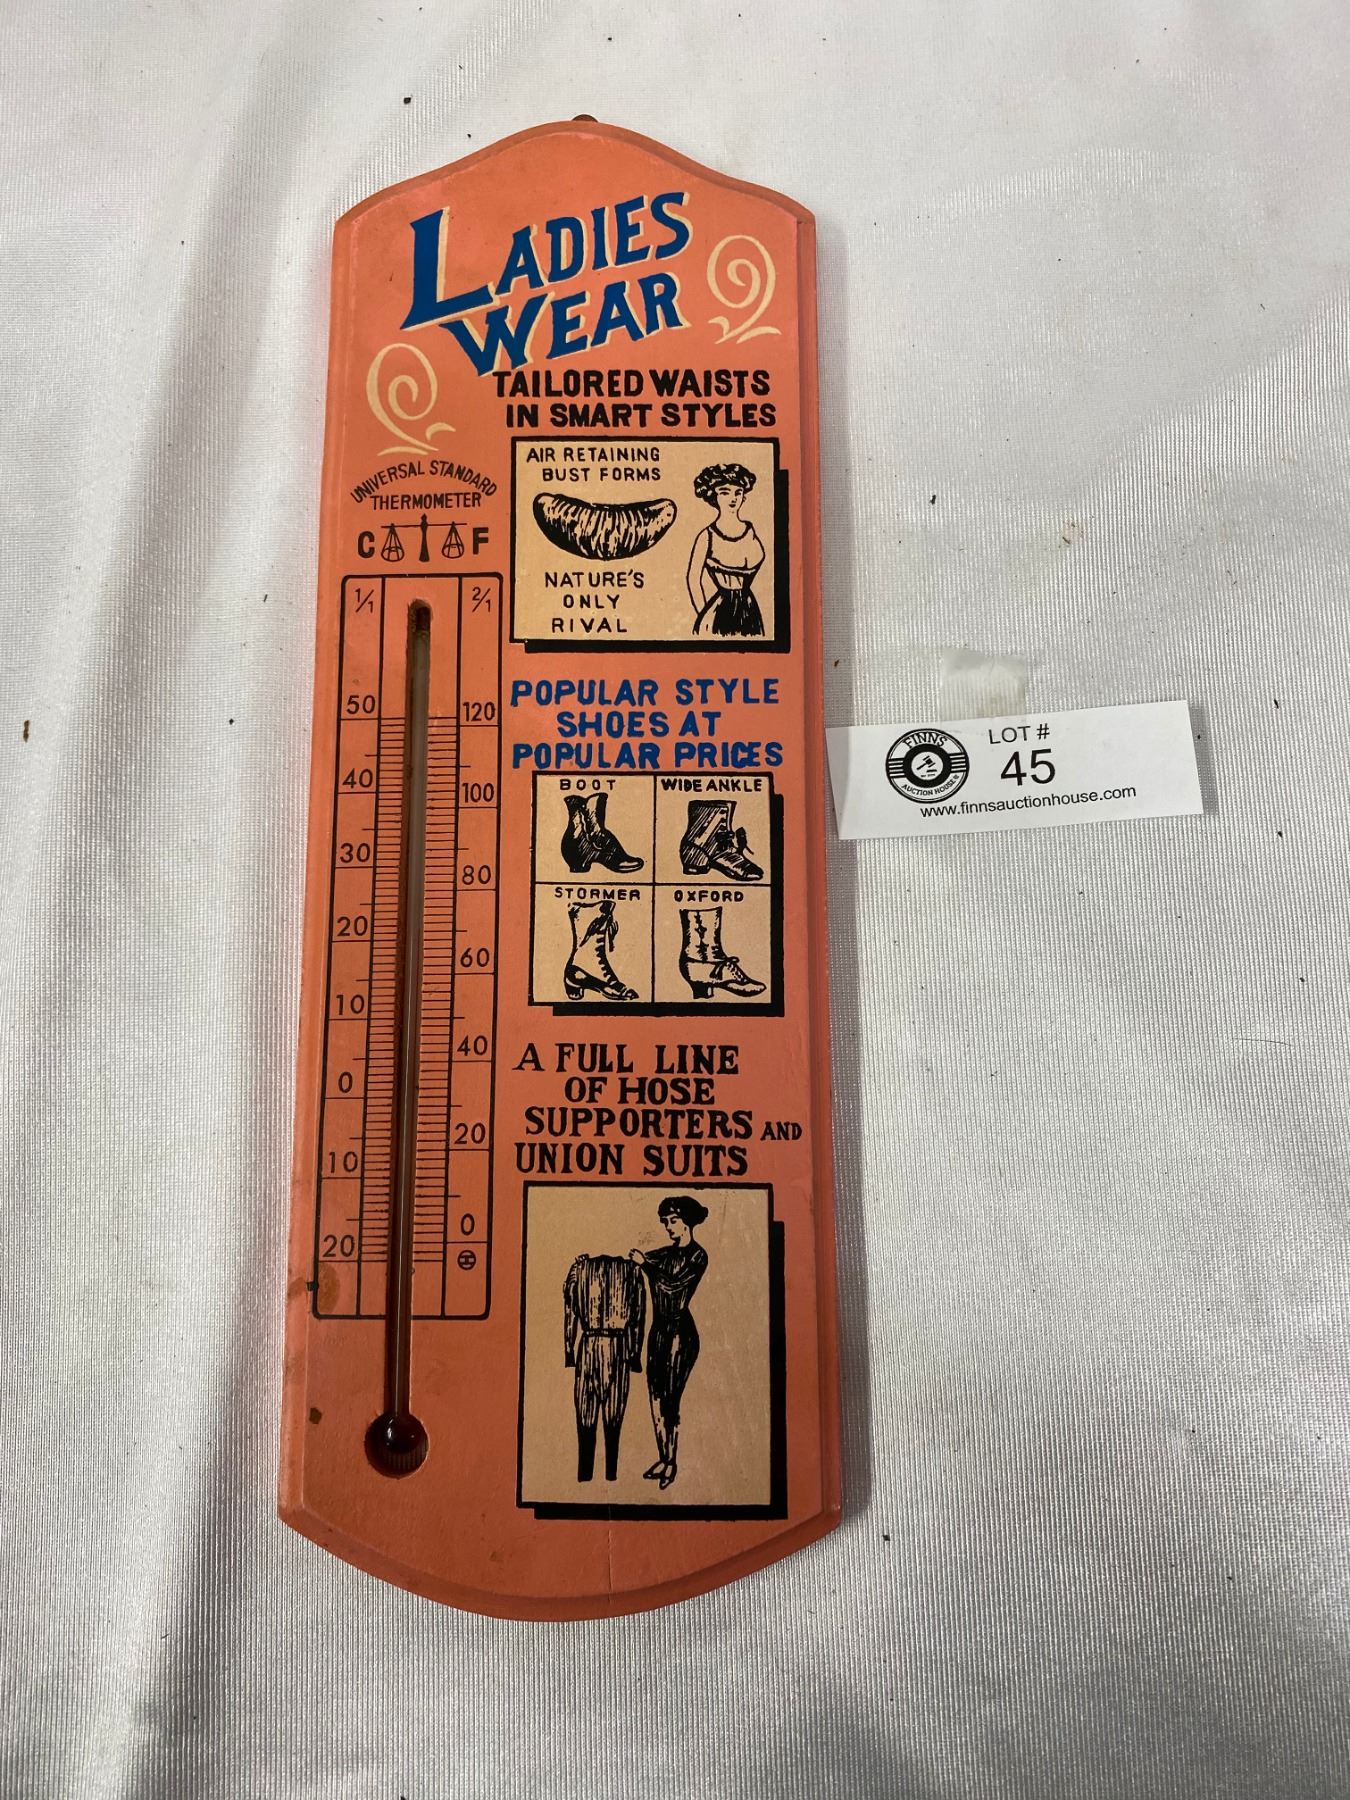 LADIES
WEAR
TAILORED WAISTS
IN SMART STYLES
UNIVERSAL STANDARD
THERMOMETER
C F
AIR RETAINING
BUST FORMS
NATURE'S
ONLY
RIVAL
1/1 2/1
50 120
40 100
30 80
20 60
10 40
0 20
10 0
20
POPULAR STYLE
SHOES AT
POPULAR PRICES
BOOT WIDE ANKLE
STORMER OXFORD
A FULL LINE
OF HOSE
SUPPORTERS AND
UNION SUITS
FINNS
AUCTION HOUSE
LOT #
45
www.finnsauctionhouse.com